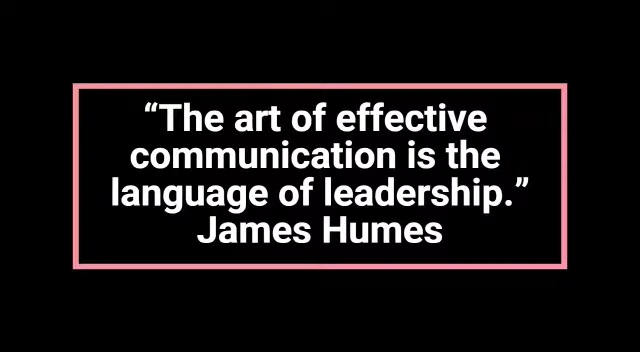 “The art of effective
communication is the
language of leadership.”
James Humes